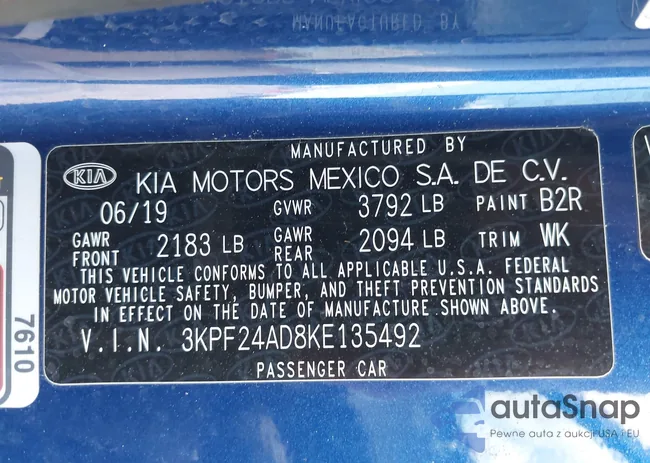 MANUFACTURED BY
KIA KIA MOTORS MEXICO S.A. DE C.V.
06/19 GVWR 3792 LB PAINT B2R
GAWR FRONT 2183 LB GAWR REAR 2094 LB TRIM WK
THIS VEHICLE CONFORMS TO ALL APPLICABLE U.S.A. FEDERAL
MOTOR VEHICLE SAFETY, BUMPER, AND THEFT PREVENTION STANDARDS
IN EFFECT ON THE DATE OF MANUFACTURE SHOWN ABOVE.
V.I.N. 3KPF24AD8KE135492
PASSENGER CAR
7610
autaSnap
Pewne auta z aukcji USA i EU